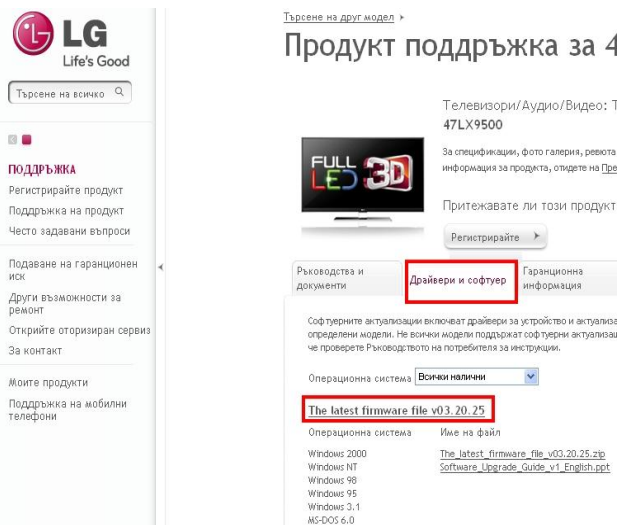 LG
Life's Good
Търсене на всичко
ПОДДРЪЖКА
Регистрирайте продукт
Поддръжка на продукт
Често задавани въпроси
Подаване на гаранционен
иск
Други възможности за
ремонт
Открийте оторизиран сервиз
За контакт
Моите продукти
Поддръжка на мобилни
телефони
Търсене на друг модел
Продукт поддръжка за 4
Телевизори/Аудио/Видео: Т
47LX9500
FULL
LED 3D
За спецификации, фото галерия, ревюта
информация за продукта, отидете на Пре
Притежавате ли този продукт
Регистрирайте
Ръководства и
документи
Драйвери и софтуер
Гаранционна
информация
Софтуерните актуализации включват драйвери за устройство и актуализа
определени модели. Не всички модели поддържат софтуерни актуализац
че проверете Ръководството на потребителя за инструкции.
Операционна система Всички налични
The latest firmware file v03.20.25
Операционна система Име на файл
Windows 2000 The_latest_firmware_file_v03.20.25.zip
Windows NT Software_Upgrade_Guide_v1_English.ppt
Windows 98
Windows 95
Windows 3.1
MS-DOS 6.0